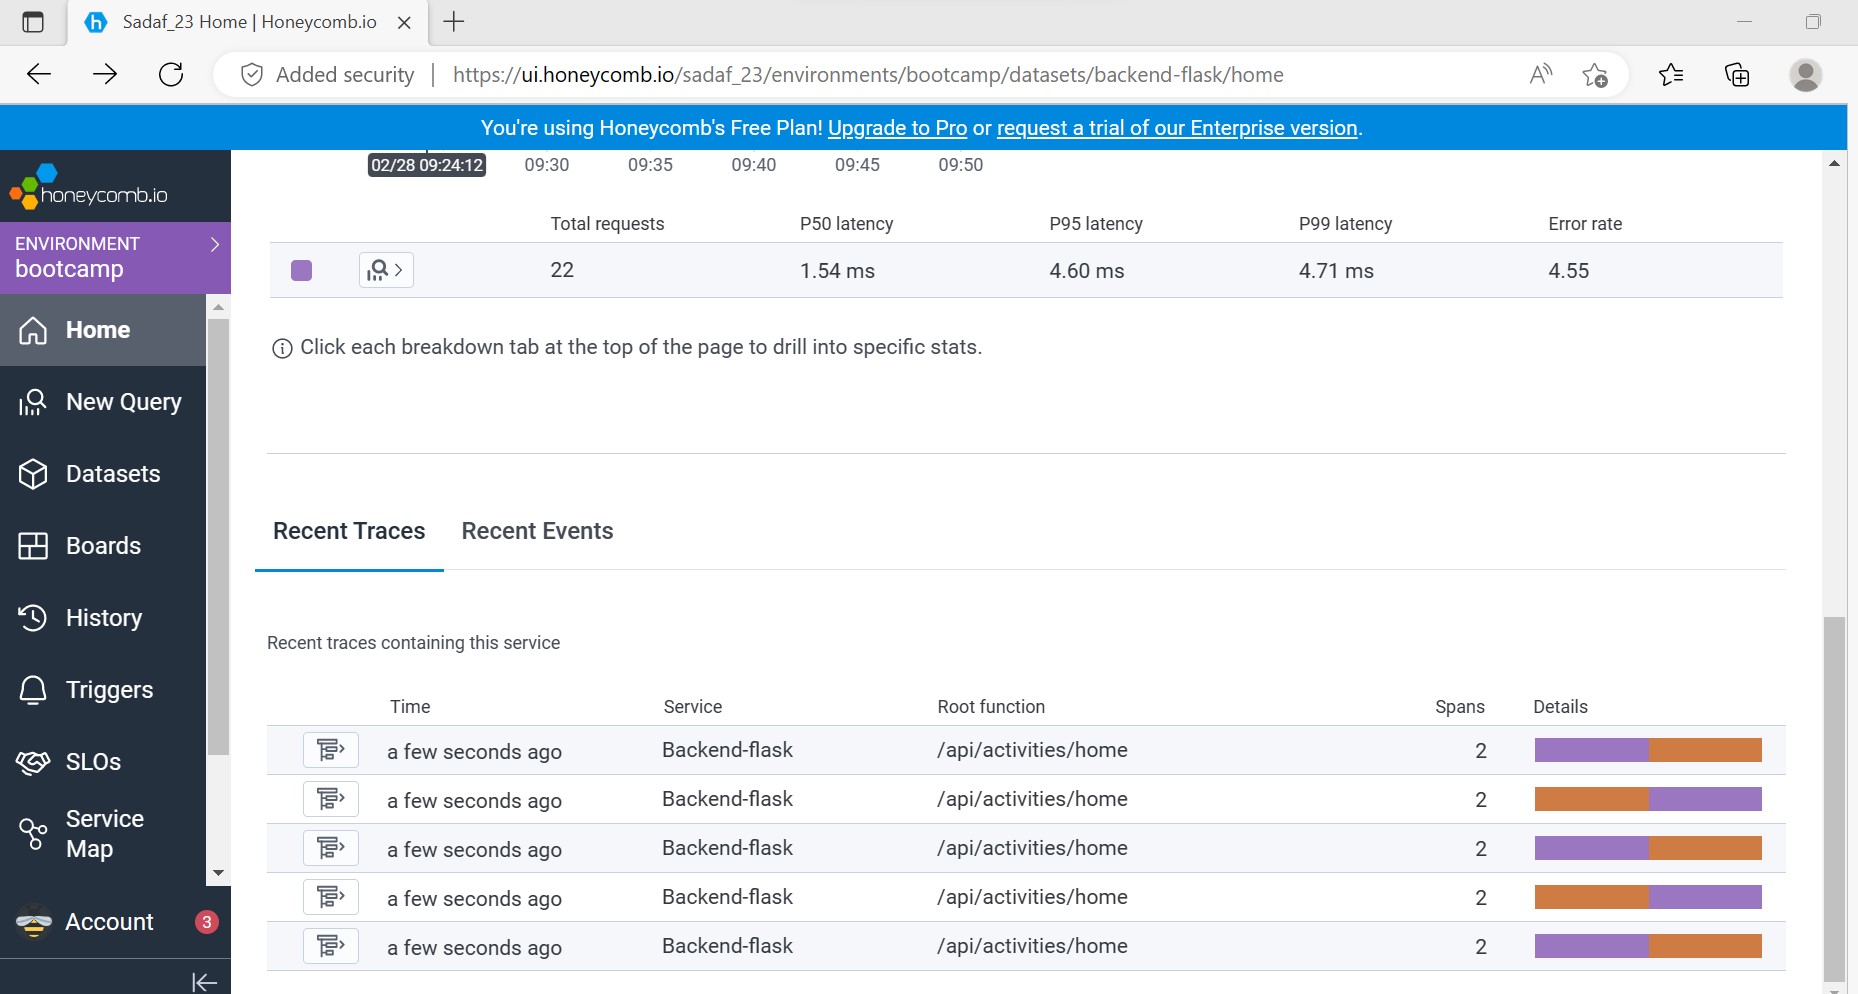 Sadaf_23 Home | Honeycomb.io
Added security
https://ui.honeycomb.io/sadaf_23/environments/bootcamp/datasets/backend-flask/home
You're using Honeycomb's Free Plan! Upgrade to Pro or request a trial of our Enterprise version.
honeycomb.io
ENVIRONMENT
bootcamp
Home
New Query
Datasets
Boards
History
Triggers
SLOs
Service
Map
Account 3
02/28 09:24:12 09:30 09:35 09:40 09:45 09:50
Total requests P50 latency P95 latency P99 latency Error rate
22 1.54 ms 4.60 ms 4.71 ms 4.55
Click each breakdown tab at the top of the page to drill into specific stats.
Recent Traces Recent Events
Recent traces containing this service
Time Service Root function Spans Details
a few seconds ago Backend-flask /api/activities/home 2
a few seconds ago Backend-flask /api/activities/home 2
a few seconds ago Backend-flask /api/activities/home 2
a few seconds ago Backend-flask /api/activities/home 2
a few seconds ago Backend-flask /api/activities/home 2